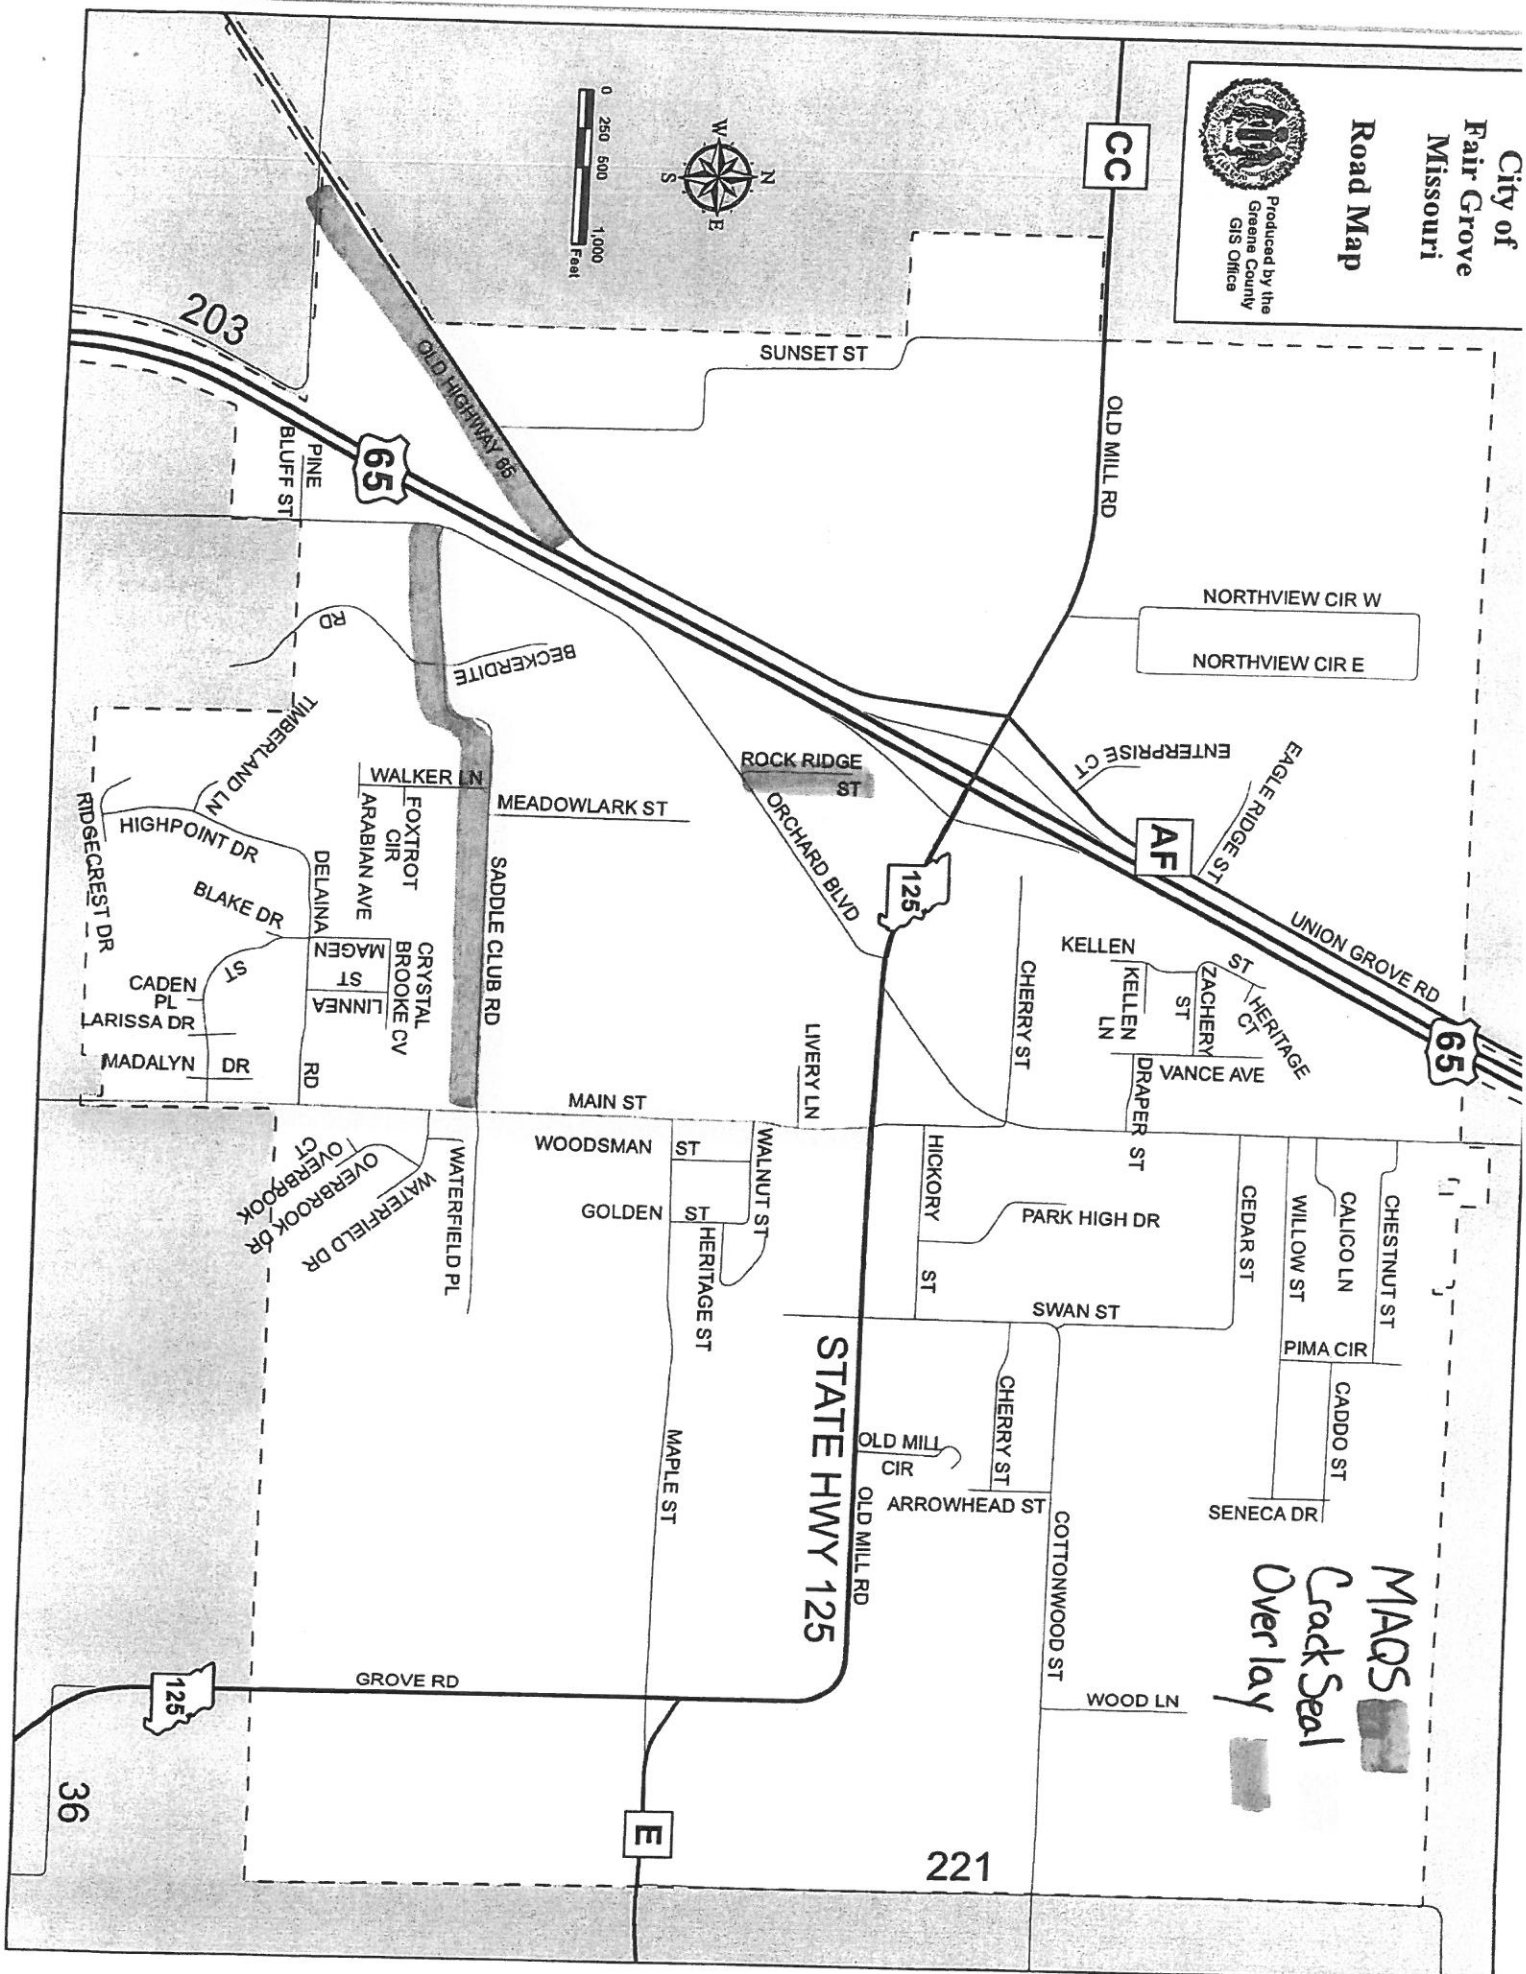 City of
Fair Grove
Missouri
Road Map
Produced by the
Greene County
GIS Office
N
W
E
S
0 250 500 1,000
Feet
CC
OLD MILL RD
SUNSET ST
NORTHVIEW CIR W
NORTHVIEW CIR E
203
OLD HIGHWAY 65
65
PINE
BLUFF ST
ENTERPRISE CT
EAGLE RIDGE ST
AF
UNION GROVE RD
65
BECKERDITE
RD
ROCK RIDGE
ST
ORCHARD BLVD
125
KELLEN
ST
KELLEN
LN
ZACHERY
ST
HERITAGE
CT
VANCE AVE
DRAPER ST
CHERRY ST
LIVERY LN
MAIN ST
MEADOWLARK ST
WALKER LN
SADDLE CLUB RD
FOXTROT
CIR
ARABIAN AVE
TIMBERLAND LN
HIGHPOINT DR
RIDGECREST DR
DELAINA
RD
BLAKE DR
MAGEN
ST
LINNEA
CRYSTAL
BROOKE CV
ST
CADEN
PL
LARISSA DR
MADALYN DR
OVERBROOK
CT
OVERBROOK DR
WATERFIELD DR
WATERFIELD PL
WOODSMAN ST
GOLDEN ST
WALNUT ST
HERITAGE ST
HICKORY
ST
PARK HIGH DR
CEDAR ST
WILLOW ST
CALICO LN
CHESTNUT ST
SWAN ST
PIMA CIR
CADDO ST
SENECA DR
CHERRY ST
OLD MILL
CIR
ARROWHEAD ST
COTTONWOOD ST
WOOD LN
MAPLE ST
STATE HWY 125
OLD MILL RD
GROVE RD
125
E
36
221
MAQS
Crack Seal
Overlay